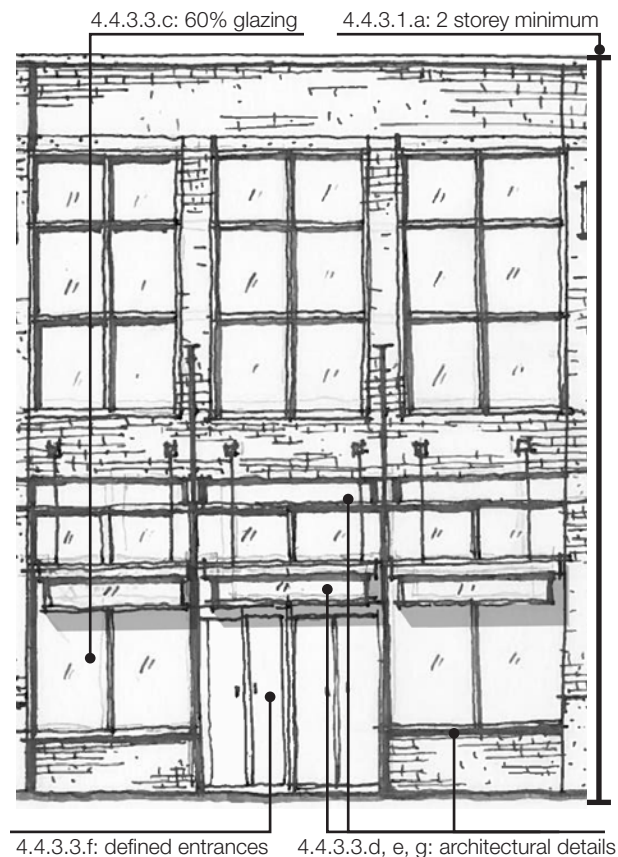 4.4.3.3.c: 60% glazing
4.4.3.1.a: 2 storey minimum
4.4.3.3.f: defined entrances
4.4.3.3.d, e, g: architectural details